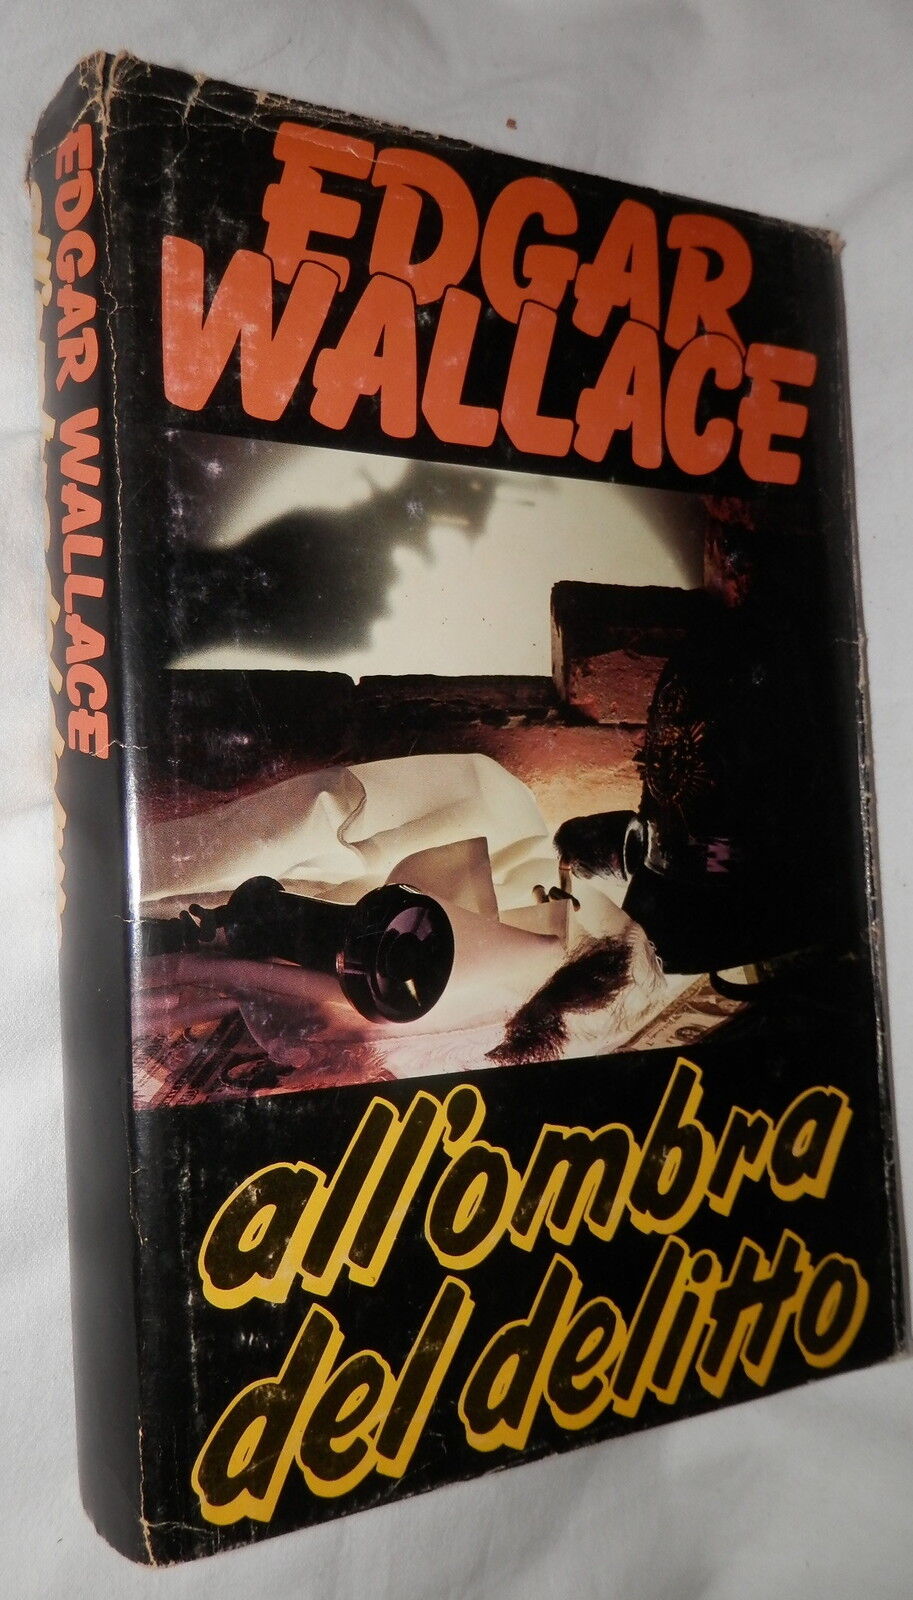 EDGAR WALLACE
EDGAR
WALLACE
all'ombra
del delitto